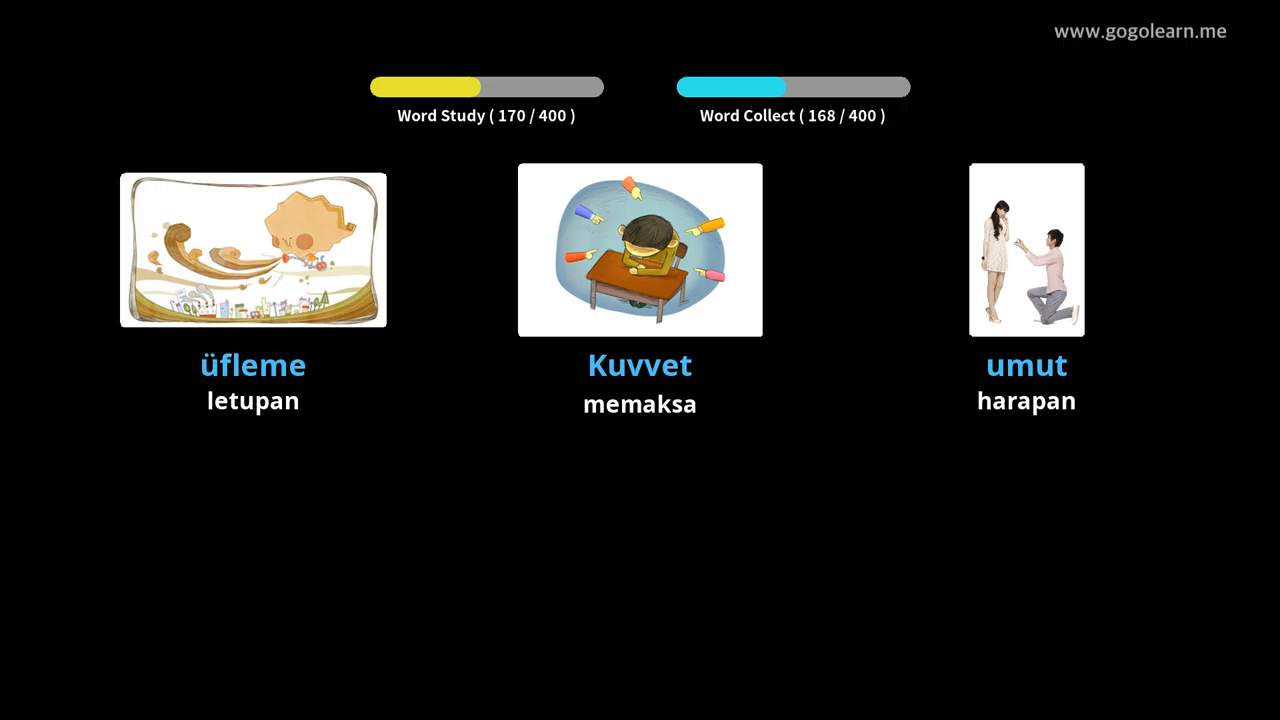 www.gogolearn.me
Word Study ( 170 / 400 )
Word Collect ( 168 / 400 )
üfleme
letupan
Kuvvet
memaksa
umut
harapan